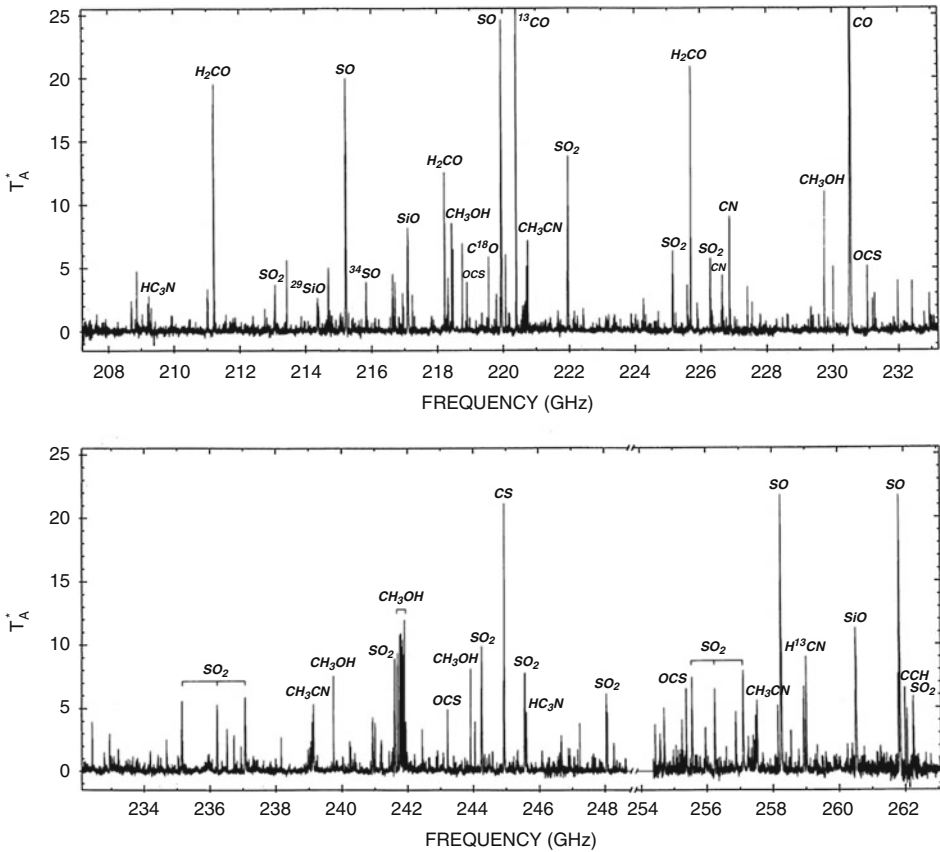 25
20
15
10
5
0
T*A
H2CO
SO
SO
13CO
H2CO
CO
HC3N
SO2
29SiO
34SO
SiO
H2CO
CH3OH
C18O
OCS
CH3CN
SO2
SO2
SO2
CN
CN
CH3OH
OCS
208 210 212 214 216 218 220 222 224 226 228 230 232
FREQUENCY (GHz)
25
20
15
10
5
0
T*A
SO2
CH3CN
CH3OH
SO2
CH3OH
CH3OH
OCS
SO2
CS
SO2
HC3N
SO2
OCS
SO2
CH3CN
SO
H13CN
SiO
SO
CCH
SO2
234 236 238 240 242 244 246 248 254 256 258 260 262
FREQUENCY (GHz)